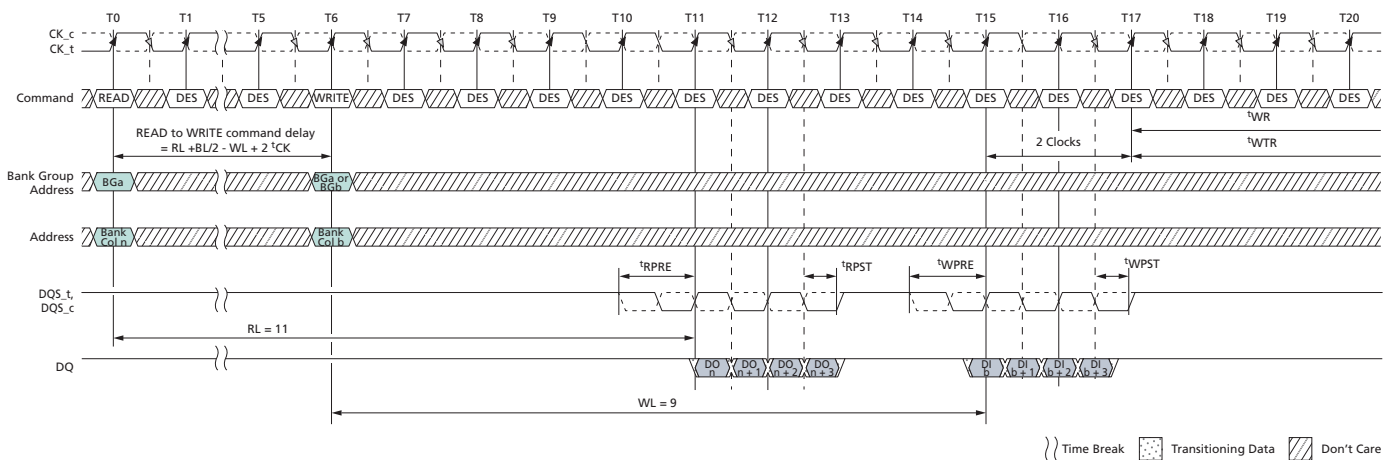 T0 T1 T5 T6 T7 T8 T9 T10 T11 T12 T13 T14 T15 T16 T17 T18 T19 T20
CK_c
CK_t
Command READ DES DES WRITE DES DES DES DES DES DES DES DES DES DES DES DES DES DES
READ to WRITE command delay
= RL +BL/2 - WL + 2 tCK
2 Clocks
tWR
tWTR
Bank Group
Address
BGa
BGa or
BGb
Address
Bank
Col n
Bank
Col b
tRPRE tRPST tWPRE tWPST
DQS_t,
DQS_c
RL = 11
DQ
DO
n
DO
n + 1
DO
n + 2
DO
n + 3
DI
b
DI
b + 1
DI
b + 2
DI
b + 3
WL = 9
Time Break Transitioning Data Don't Care